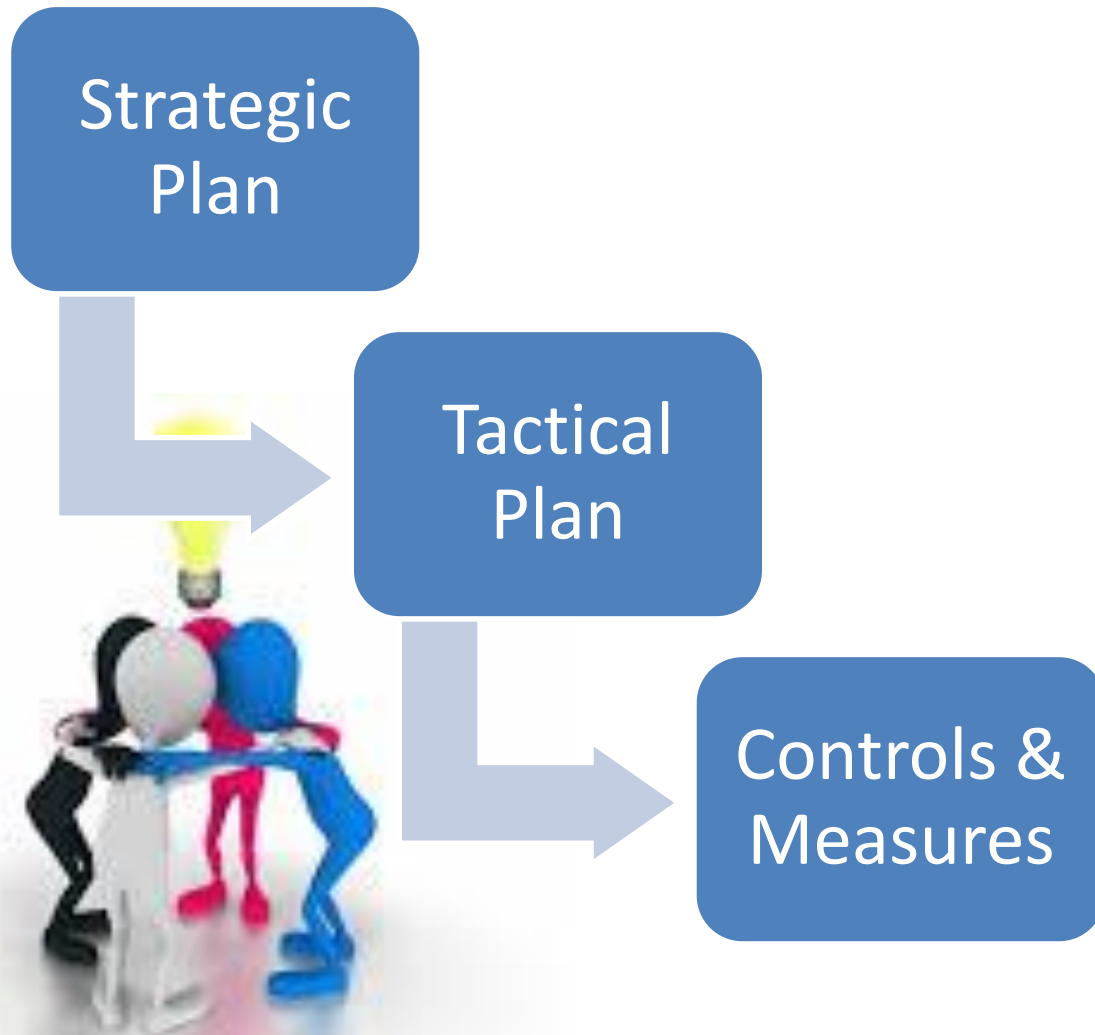 Strategic
Plan
Tactical
Plan
Controls &
Measures